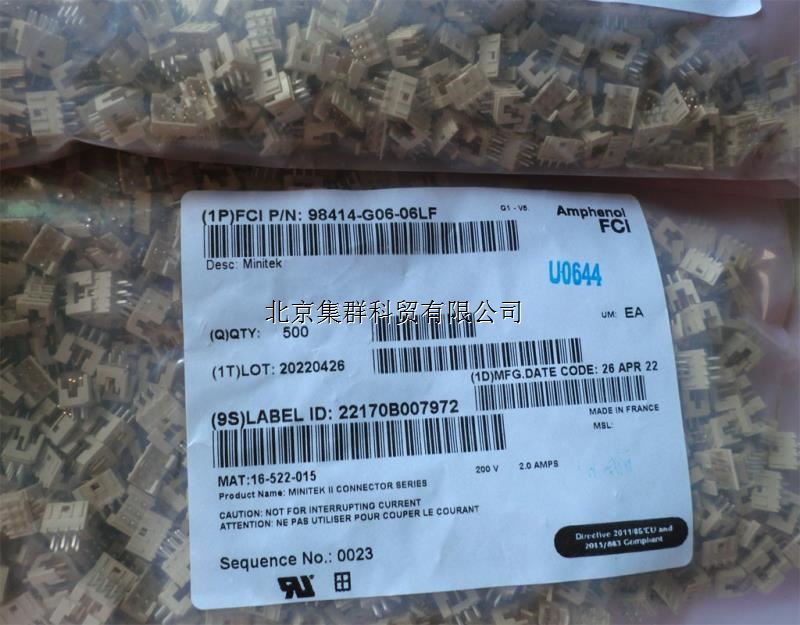 (1P)FCI P/N: 98414-G06-06LF
G1 - V5.
Amphenol
FCI
Desc: Minitek
U0644
北京集群科贸有限公司
(Q)QTY: 500
UM: EA
(1T)LOT: 20220426
(1D)MFG.DATE CODE: 26 APR 22
(9S)LABEL ID: 22170B007972
MADE IN FRANCE
MSL:
MAT:16-522-015
200 V 2.0 AMPS
Product Name: MINITEK II CONNECTOR SERIES
CAUTION: NOT FOR INTERRUPTING CURRENT
ATTENTION: NE PAS UTILISER POUR COUPER LE COURANT
Directive 2011/65/EU and
2015/863 Compliant
Sequence No.: 0023